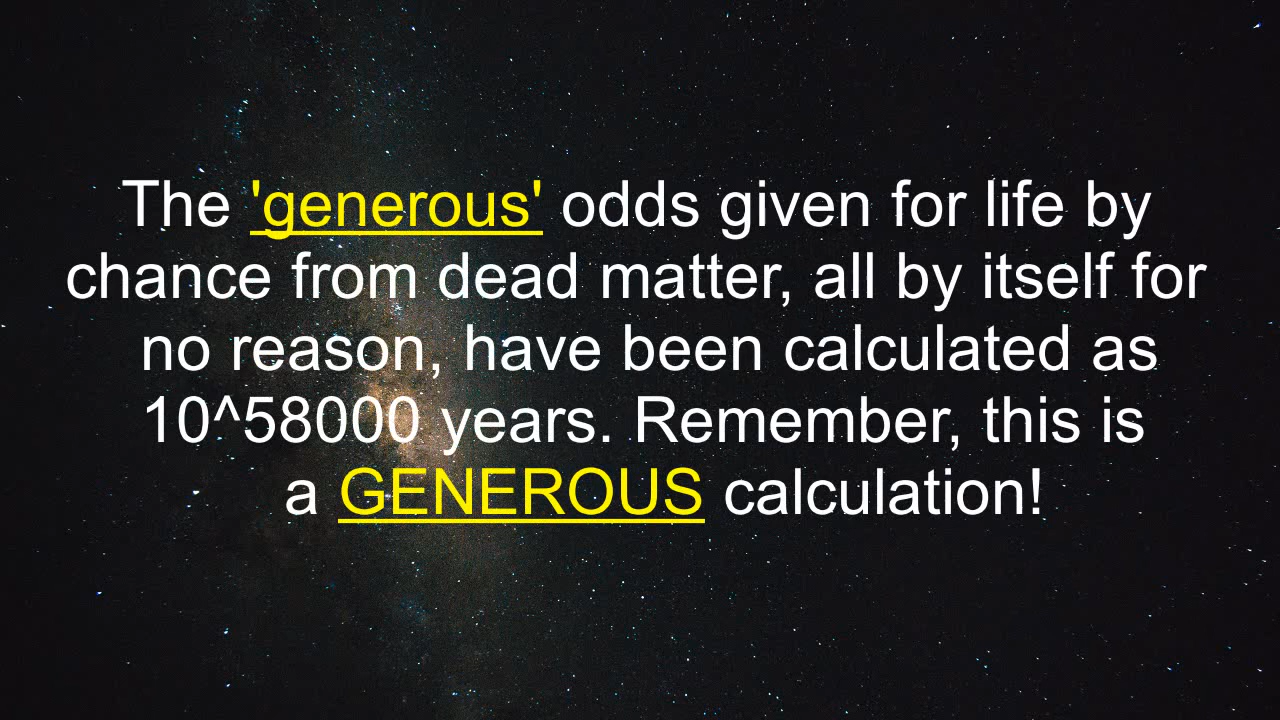 The 'generous' odds given for life by
chance from dead matter, all by itself for
no reason, have been calculated as
10^58000 years. Remember, this is
a GENEROUS calculation!